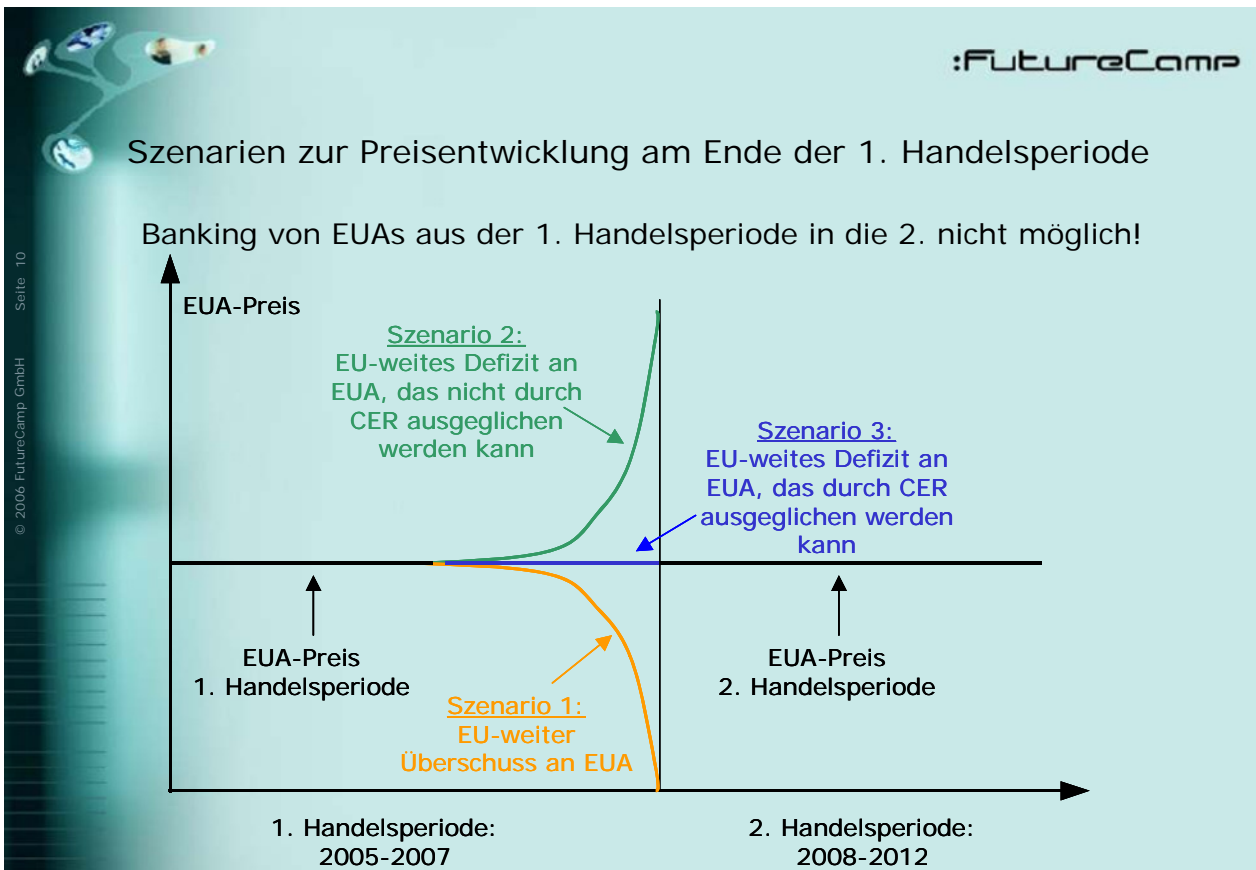 :FutureCamp
Szenarien zur Preisentwicklung am Ende der 1. Handelsperiode
Banking von EUAs aus der 1. Handelsperiode in die 2. nicht möglich!
EUA-Preis
Szenario 2:
EU-weites Defizit an
EUA, das nicht durch
CER ausgeglichen
werden kann
Szenario 3:
EU-weites Defizit an
EUA, das durch CER
ausgeglichen werden
kann
EUA-Preis
1. Handelsperiode
EUA-Preis
2. Handelsperiode
Szenario 1:
EU-weiter
Überschuss an EUA
1. Handelsperiode:
2005-2007
2. Handelsperiode:
2008-2012
© 2006 FutureCamp GmbH Seite 10